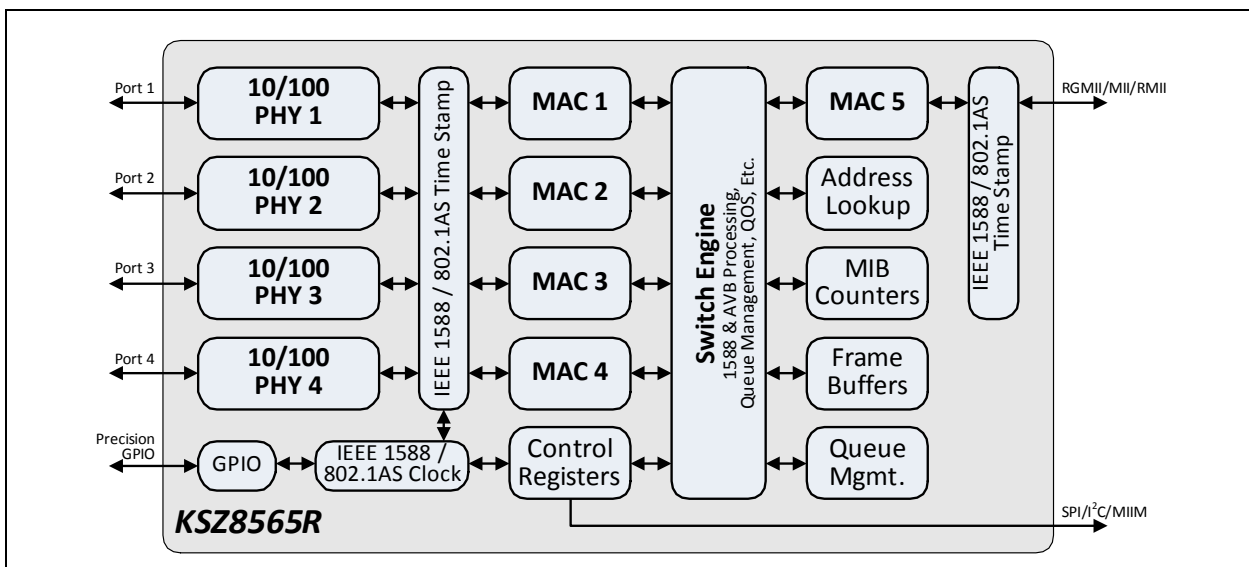 Port 1
10/100
PHY 1
MAC 1
MAC 5
RGMII/MII/RMII
Port 2
10/100
PHY 2
MAC 2
Address
Lookup
Port 3
10/100
PHY 3
MAC 3
MIB
Counters
Port 4
10/100
PHY 4
MAC 4
Frame
Buffers
IEEE 1588 / 802.1AS Time Stamp
Switch Engine
1588 & AVB Processing,
Queue Management, QOS, Etc.
IEEE 1588 / 802.1AS
Time Stamp
Precision
GPIO
GPIO
IEEE 1588 /
802.1AS Clock
Control
Registers
Queue
Mgmt.
KSZ8565R
SPI/I²C/MIIM